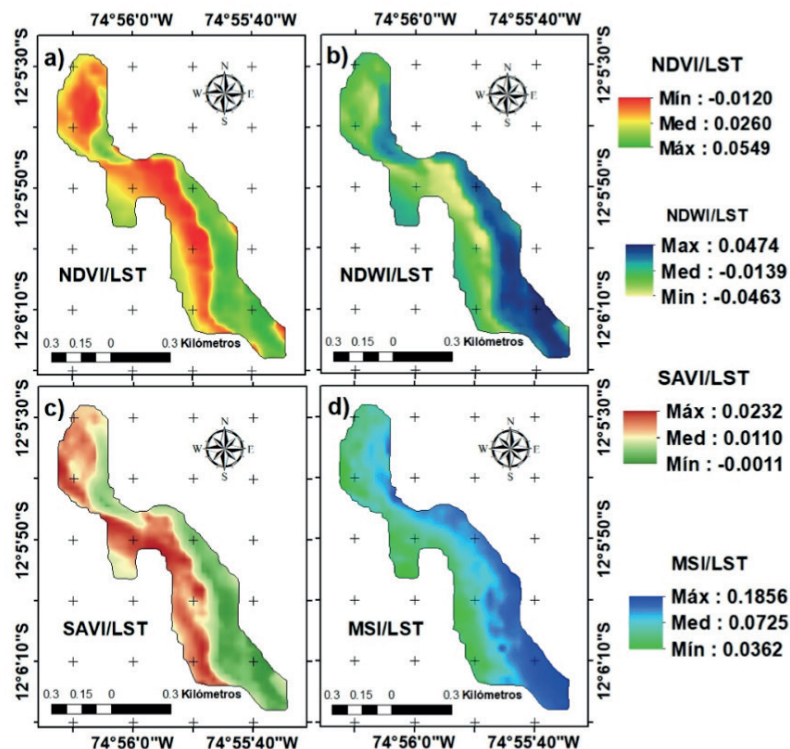 74°56'00"W 74°55'40"W 74°56'00"W 74°55'40"W
12°5'30"S
12°5'50"S
12°6'10"S
a)
N
W E
S
NDVI/LST
0.3 0.15 0 0.3 Kilómetros
b)
N
W E
S
NDWI/LST
0.3 0.15 0 0.3 Kilómetros
12°5'30"S
12°5'50"S
12°6'10"S
NDVI/LST
Mín : -0.0120
Med : 0.0260
Máx : 0.0549
NDWI/LST
Max : 0.0474
Med : -0.0139
Min : -0.0463
12°5'30"S
12°5'50"S
12°6'10"S
c)
N
W E
S
SAVI/LST
0.3 0.15 0 0.3 Kilómetros
d)
N
W E
S
MSI/LST
0.3 0.15 0 0.3 Kilómetros
12°5'30"S
12°5'50"S
12°6'10"S
SAVI/LST
Máx : 0.0232
Med : 0.0110
Mín : -0.0011
MSI/LST
Máx : 0.1856
Med : 0.0725
Mín : 0.0362
74°56'00"W 74°55'40"W 74°56'00"W 74°55'40"W